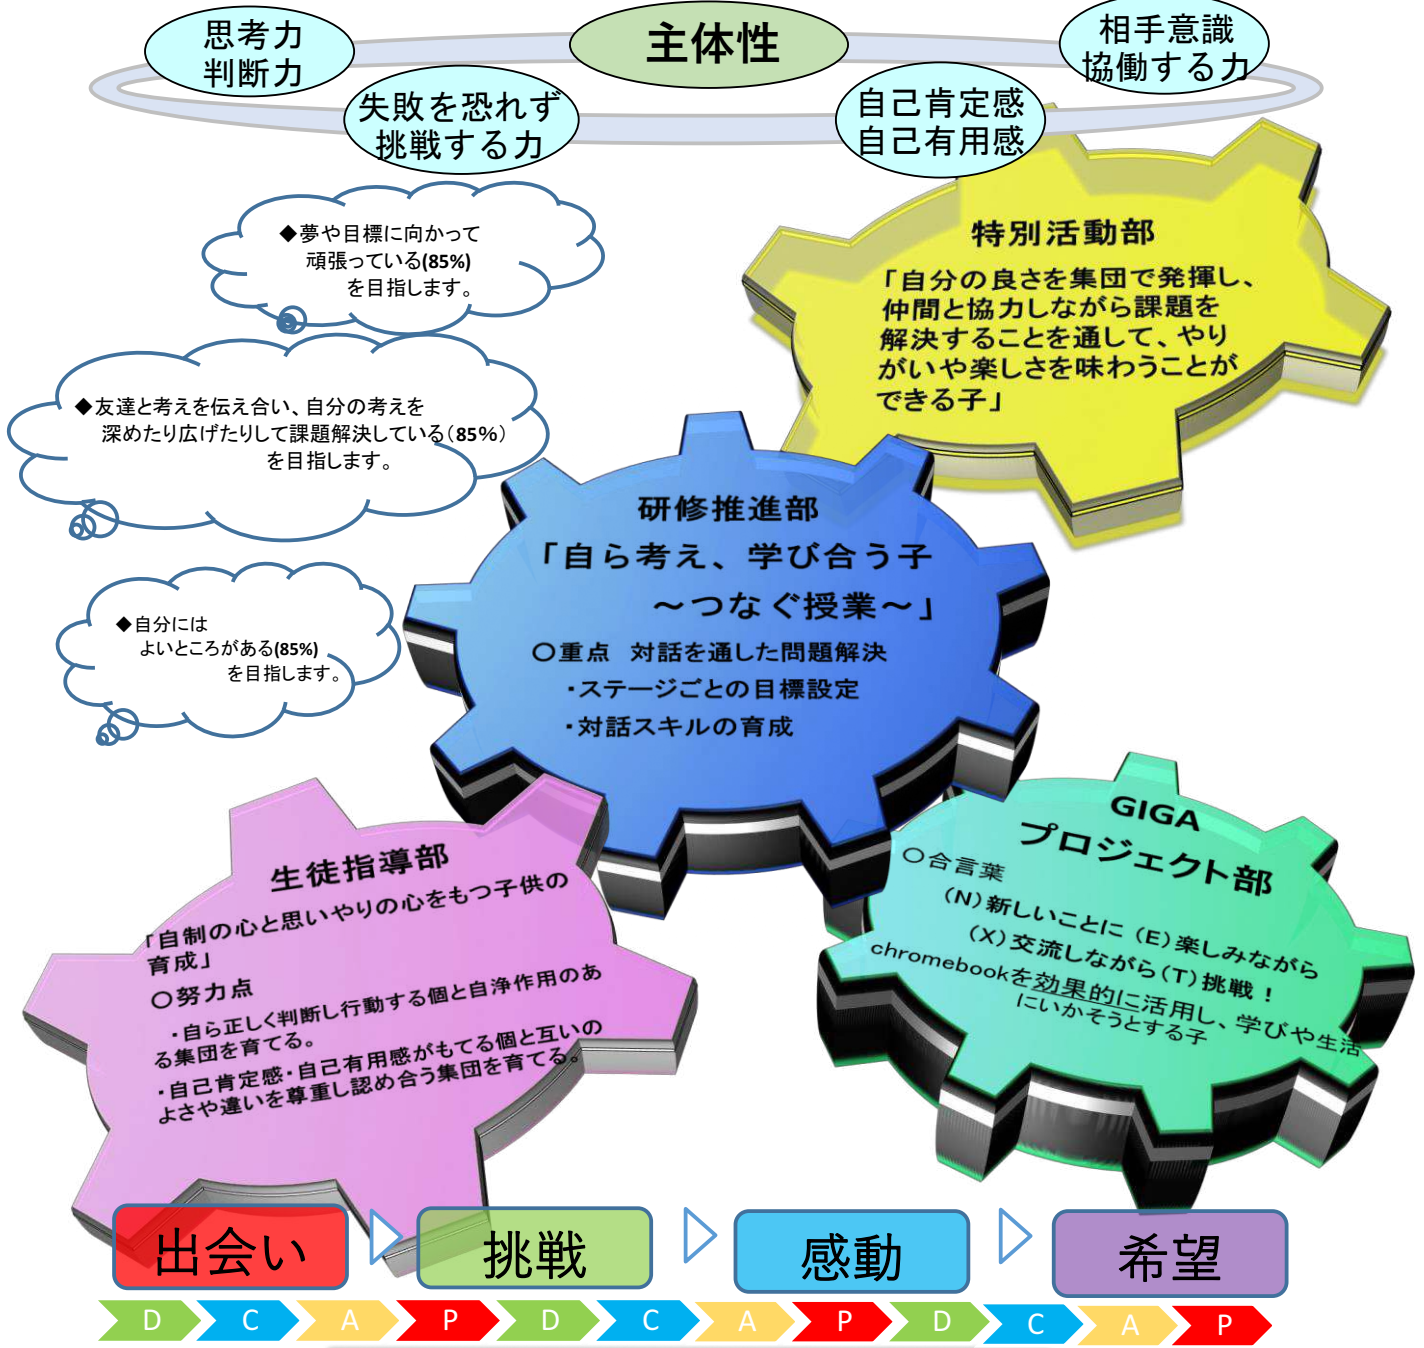 思考力
判断力
主体性
相手意識
協働する力
失敗を恐れず
挑戦する力
自己肯定感
自己有用感
◆夢や目標に向かって
頑張っている(85%)
を目指します。
◆友達と考えを伝え合い、自分の考えを
深めたり広げたりして課題解決している(85%)
を目指します。
◆自分には
よいところがある(85%)
を目指します。
特別活動部
「自分の良さを集団で発揮し、
仲間と協力しながら課題を
解決することを通して、やり
がいや楽しさを味わうことが
できる子」
研修推進部
「自ら考え、学び合う子
～つなぐ授業～」
○重点　対話を通した問題解決
・ステージごとの目標設定
・対話スキルの育成
生徒指導部
「自制の心と思いやりの心をもつ子供の
育成」
○努力点
・自ら正しく判断し行動する個と自浄作用のあ
る集団を育てる。
・自己肯定感・自己有用感がもてる個と互いの
よさや違いを尊重し認め合う集団を育てる。
GIGA
プロジェクト部
○合言葉
(N)新しいことに(E)楽しみながら
(X)交流しながら(T)挑戦！
chromebookを効果的に活用し、学びや生活
にいかそうとする子
出会い
挑戦
感動
希望
D C A P D C A P D C A P